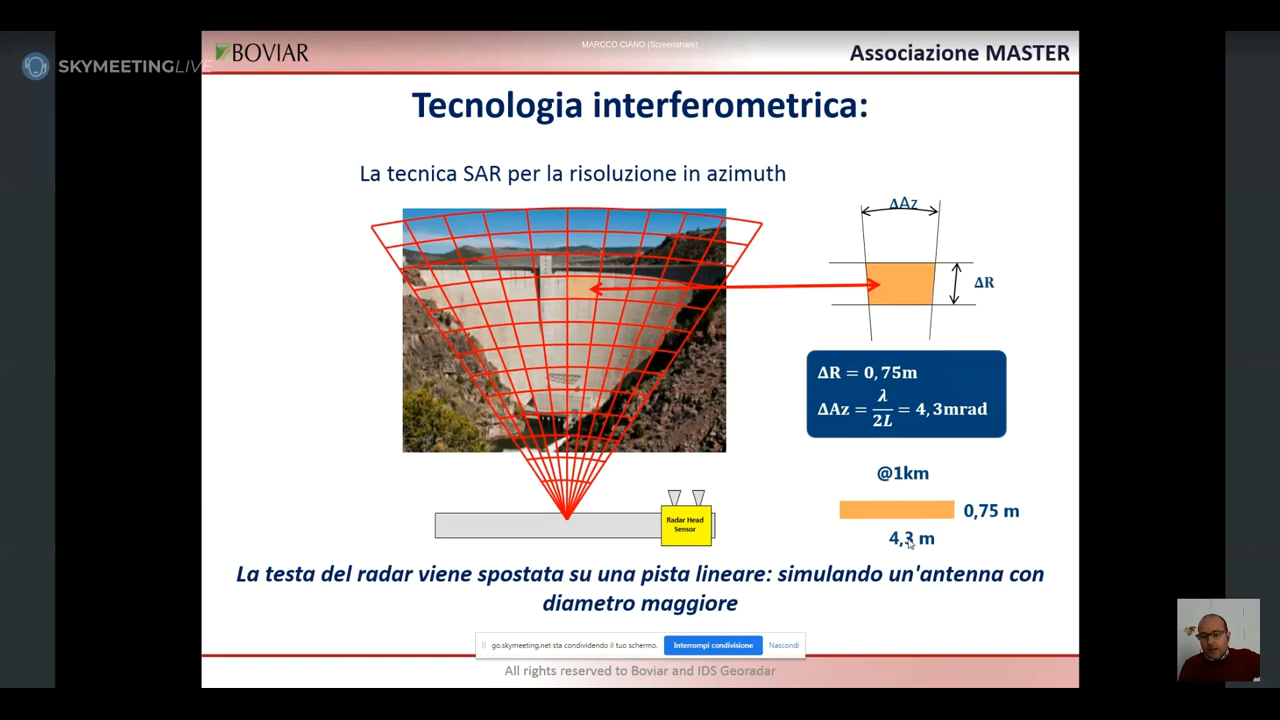 MARCCO CIANO (Screenshare)
SKYMEETINGLIVE
BOVIAR
Associazione MASTER
Tecnologia interferometrica:
La tecnica SAR per la risoluzione in azimuth
ΔAz
ΔR
ΔR = 0,75m
ΔAz = λ/2L = 4,3mrad
@1km
0,75 m
4,3 m
Radar Head
Sensor
La testa del radar viene spostata su una pista lineare: simulando un'antenna con
diametro maggiore
go.skymeeting.net sta condividendo il tuo schermo.
Interrompi condivisione
Nascondi
All rights reserved to Boviar and IDS Georadar